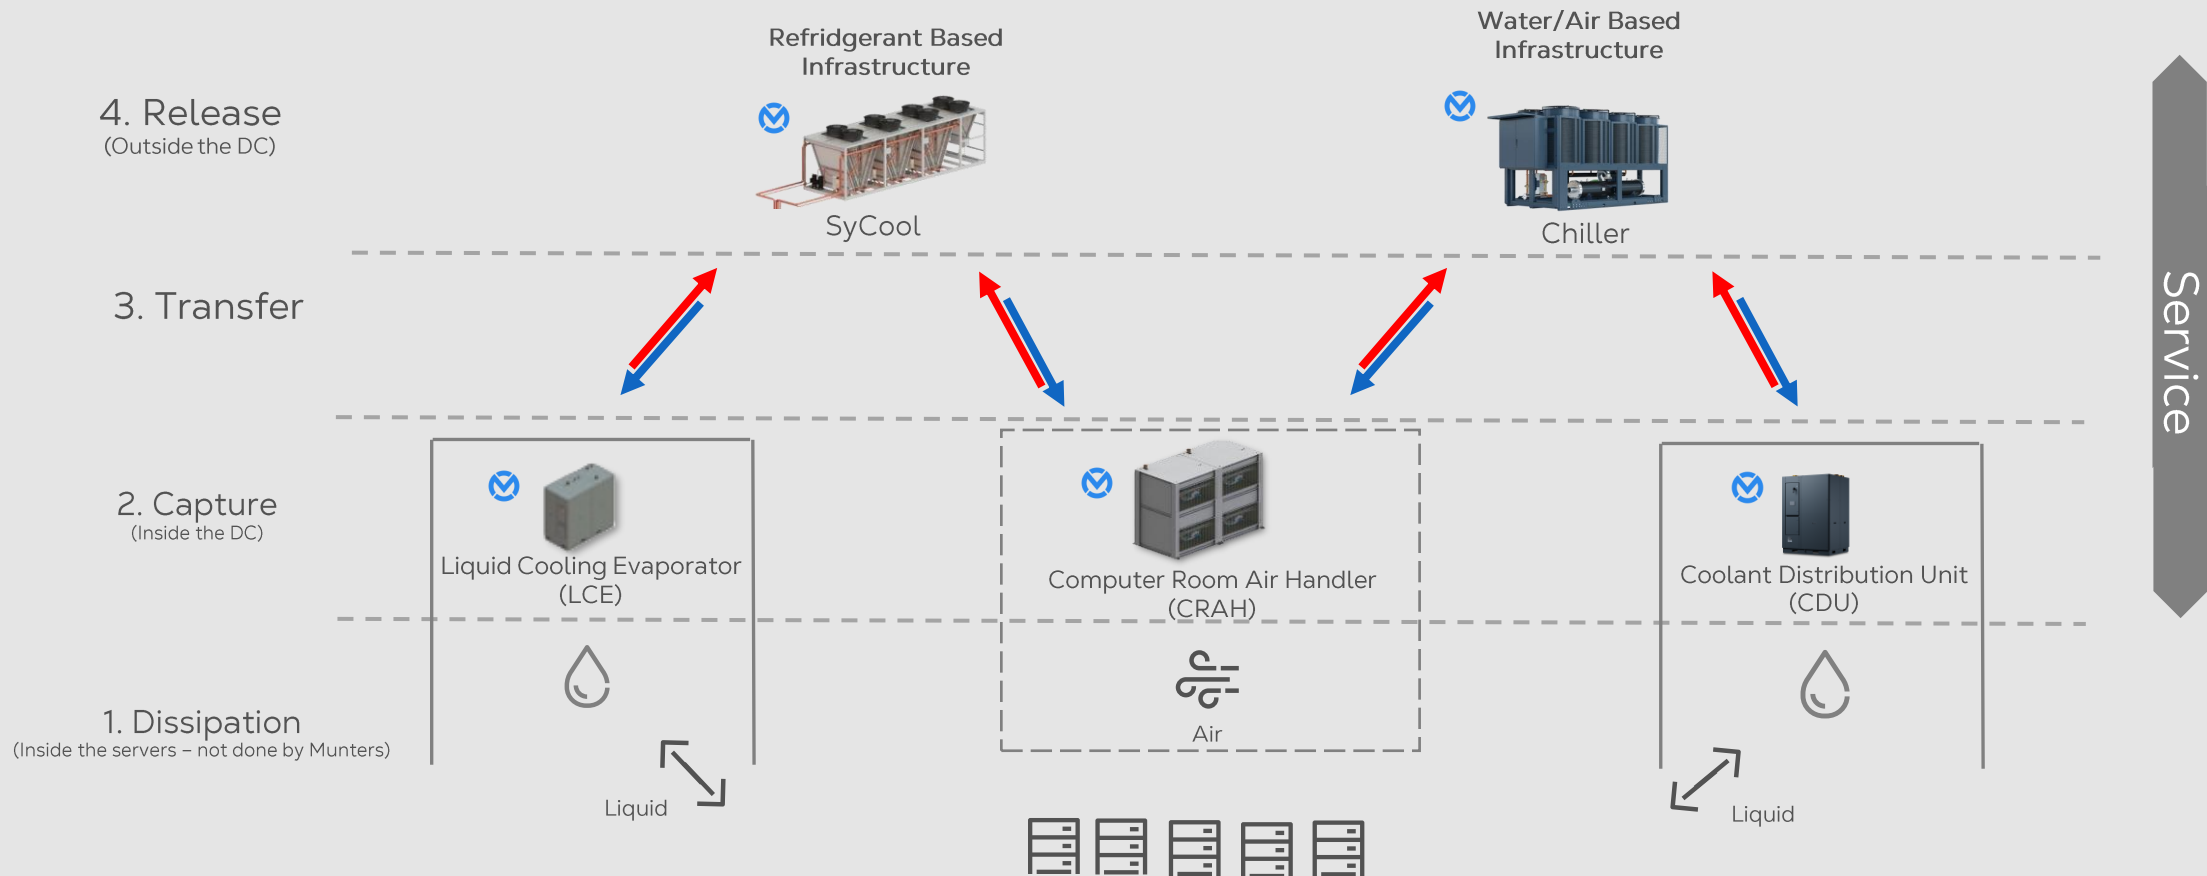 Refridgerant Based
Infrastructure
Water/Air Based
Infrastructure
4. Release
(Outside the DC)
SyCool
Chiller
3. Transfer
Service
2. Capture
(Inside the DC)
Liquid Cooling Evaporator
(LCE)
Computer Room Air Handler
(CRAH)
Coolant Distribution Unit
(CDU)
1. Dissipation
(Inside the servers – not done by Munters)
Air
Liquid
Liquid